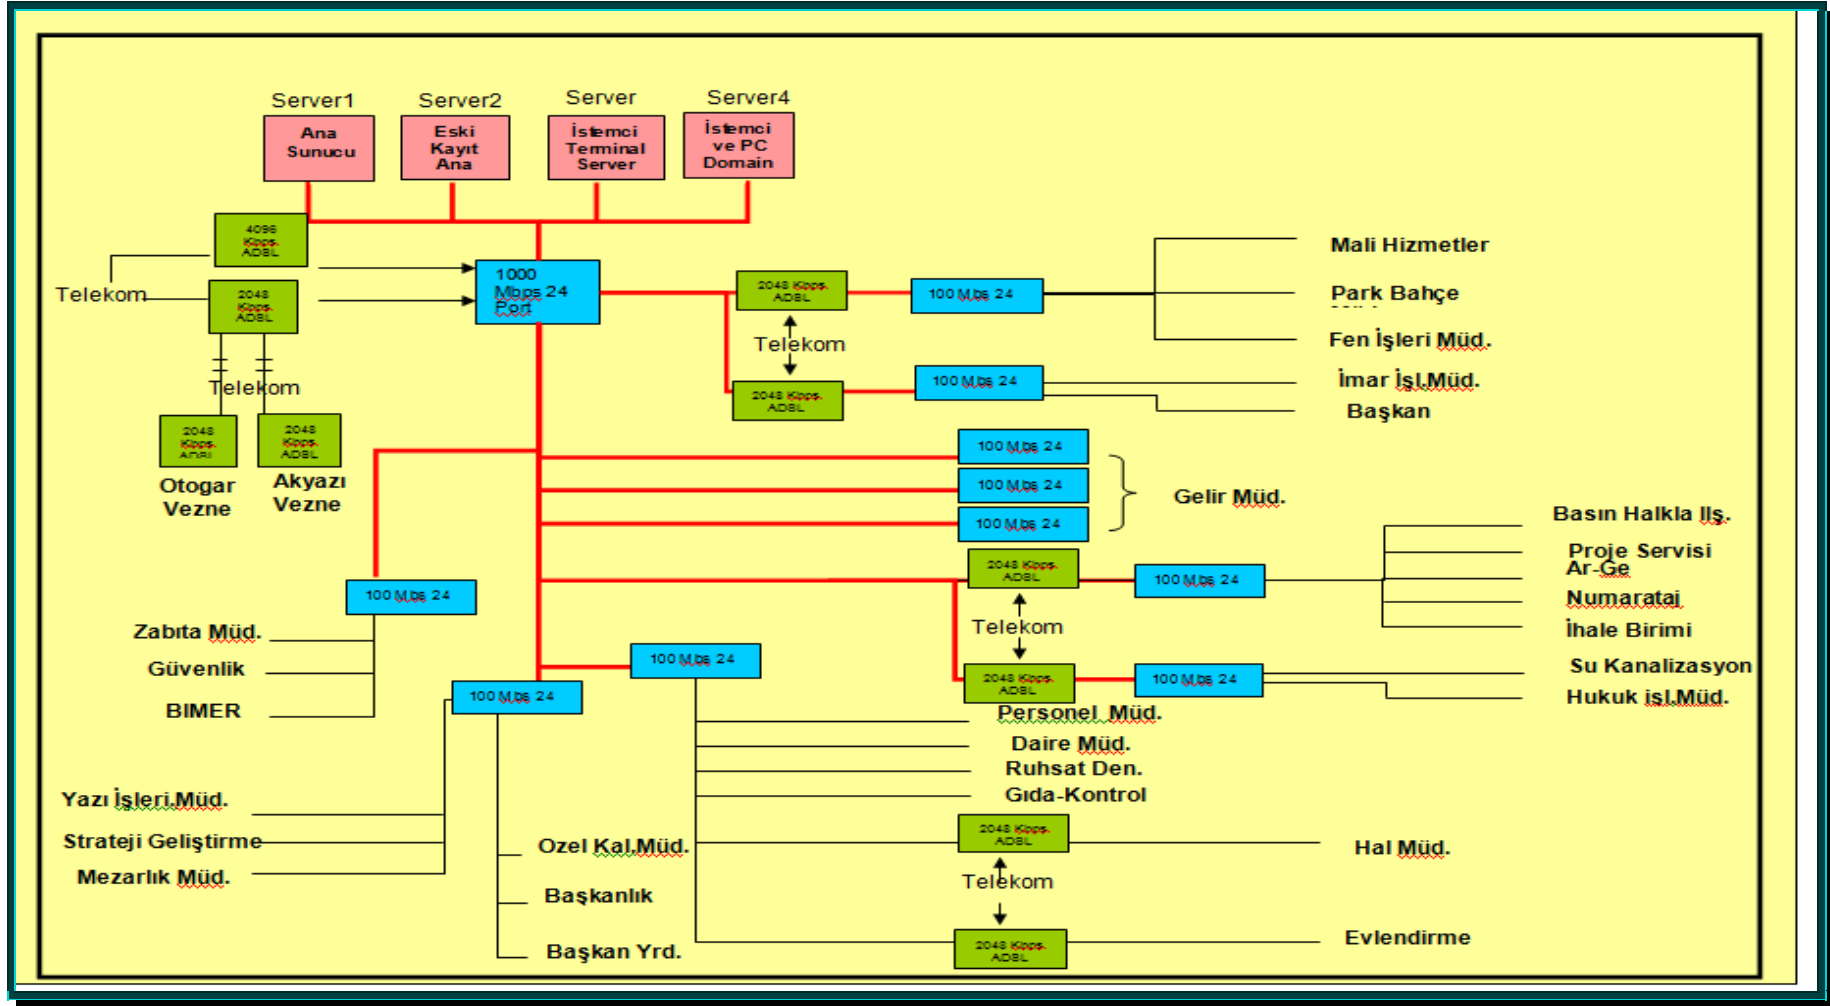 Server1
Server2
Server
Server4
Ana
Sunucu
Eski
Kayıt
Ana
İstemci
Terminal
Server
İstemci
ve PC
Domain
4096
Kbps.
ADSL
Telekom
2048
Kbps.
ADSL
1000
Mbps 24
Port
2048 Kbps.
ADSL
100 Mbs 24
Mali Hizmetler
Park Bahçe
Fen İşleri Müd.
Telekom
2048 Kbps.
ADSL
100 Mbs 24
İmar İşl.Müd.
Başkan
Telekom
2048
Kbps.
ADSL
2048
Kbps.
ADSL
Otogar
Vezne
Akyazı
Vezne
100 Mbs 24
100 Mbs 24
100 Mbs 24
Gelir Müd.
2048 Kbps.
ADSL
100 Mbs 24
Basın Halkla Ilş.
Proje Servisi
Ar-Ge
Numarataj
İhale Birimi
Telekom
2048 Kbps.
ADSL
100 Mbs 24
Su Kanalizasyon
Hukuk işl.Müd.
100 Mbs 24
Zabıta Müd.
Güvenlik
BIMER
100 Mbs 24
100 Mbs 24
Personel Müd.
Daire Müd.
Ruhsat Den.
Gıda-Kontrol
Yazı İşleri.Müd.
Strateji Geliştirme
Mezarlık Müd.
Ozel Kal.Müd.
Başkanlık
Başkan Yrd.
2048 Kbps.
ADSL
Hal Müd.
Telekom
2048 Kbps.
ADSL
Evlendirme